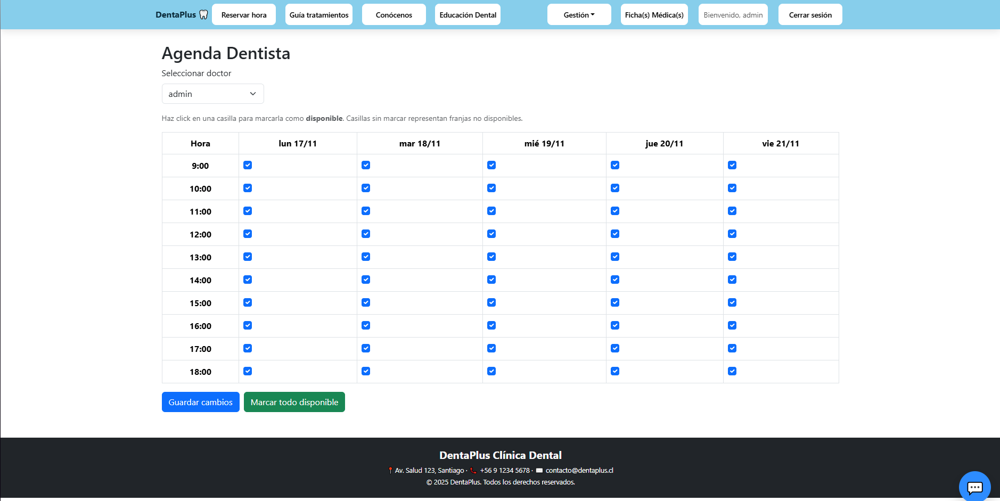 DentaPlus Reservar hora Guía tratamientos Conócenos Educación Dental Gestión Ficha(s) Médica(s) Bienvenido, admin Cerrar sesión
Agenda Dentista
Seleccionar doctor
admin
Haz click en una casilla para marcarla como disponible. Casillas sin marcar representan franjas no disponibles.
Hora lun 17/11 mar 18/11 mié 19/11 jue 20/11 vie 21/11
9:00
10:00
11:00
12:00
13:00
14:00
15:00
16:00
17:00
18:00
Guardar cambios Marcar todo disponible
DentaPlus Clínica Dental
Av. Salud 123, Santiago · +56 9 1234 5678 · contacto@dentaplus.cl
© 2025 DentaPlus. Todos los derechos reservados.